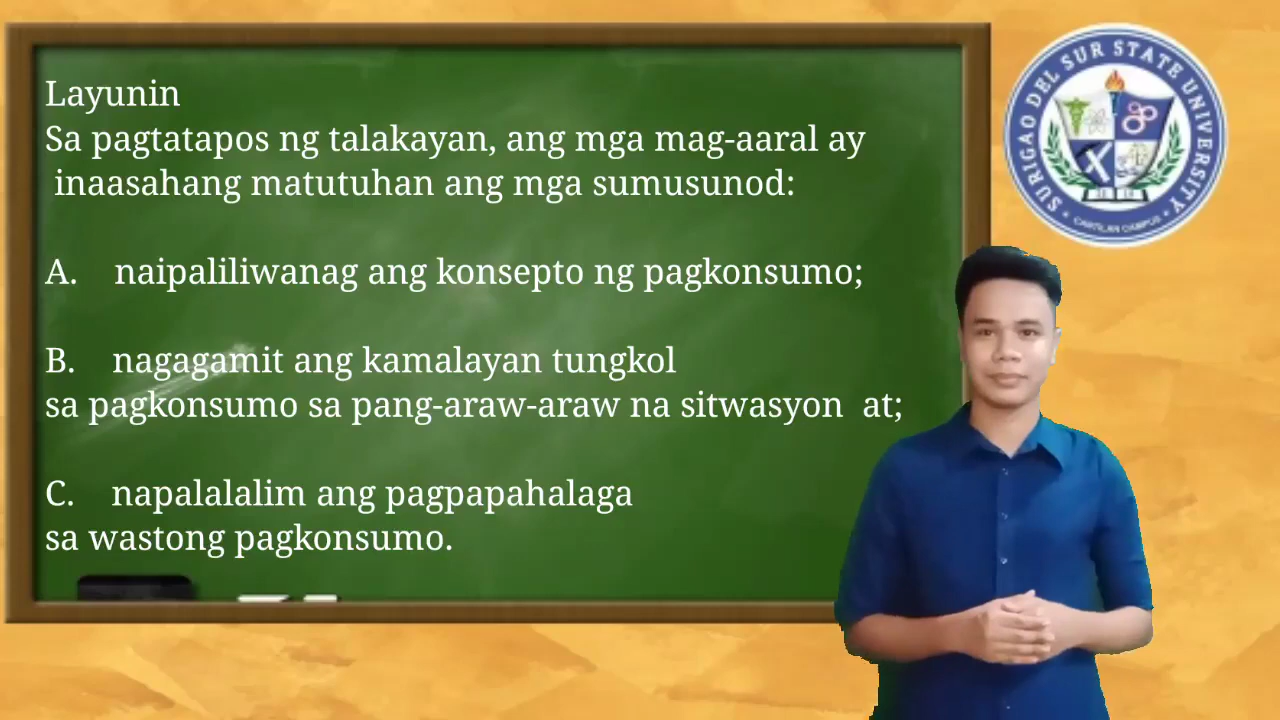 Layunin
Sa pagtatapos ng talakayan, ang mga mag-aaral ay
inaasahang matutuhan ang mga sumusunod:
A. naipaliliwanag ang konsepto ng pagkonsumo;
B. nagagamit ang kamalayan tungkol
sa pagkonsumo sa pang-araw-araw na sitwasyon at;
C. napalalalim ang pagpapahalaga
sa wastong pagkonsumo.
SURIGAO DEL SUR STATE UNIVERSITY
CANTILAN CAMPUS